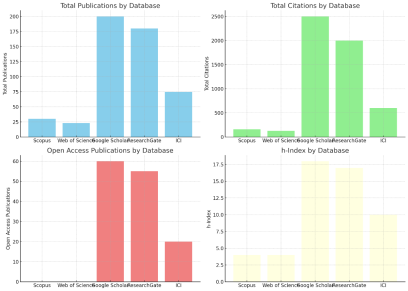 Total Publications by Database
Total Publications
200
175
150
125
100
75
50
25
0
Scopus Web of Science Google Scholar ResearchGate ICI
Total Citations by Database
Total Citations
2500
2000
1500
1000
500
0
Scopus Web of Science Google Scholar ResearchGate ICI
Open Access Publications by Database
Open Access Publications
60
50
40
30
20
10
0
Scopus Web of Science Google Scholar ResearchGate ICI
h-Index by Database
h-Index
17.5
15.0
12.5
10.0
7.5
5.0
2.5
0.0
Scopus Web of Science Google Scholar ResearchGate ICI